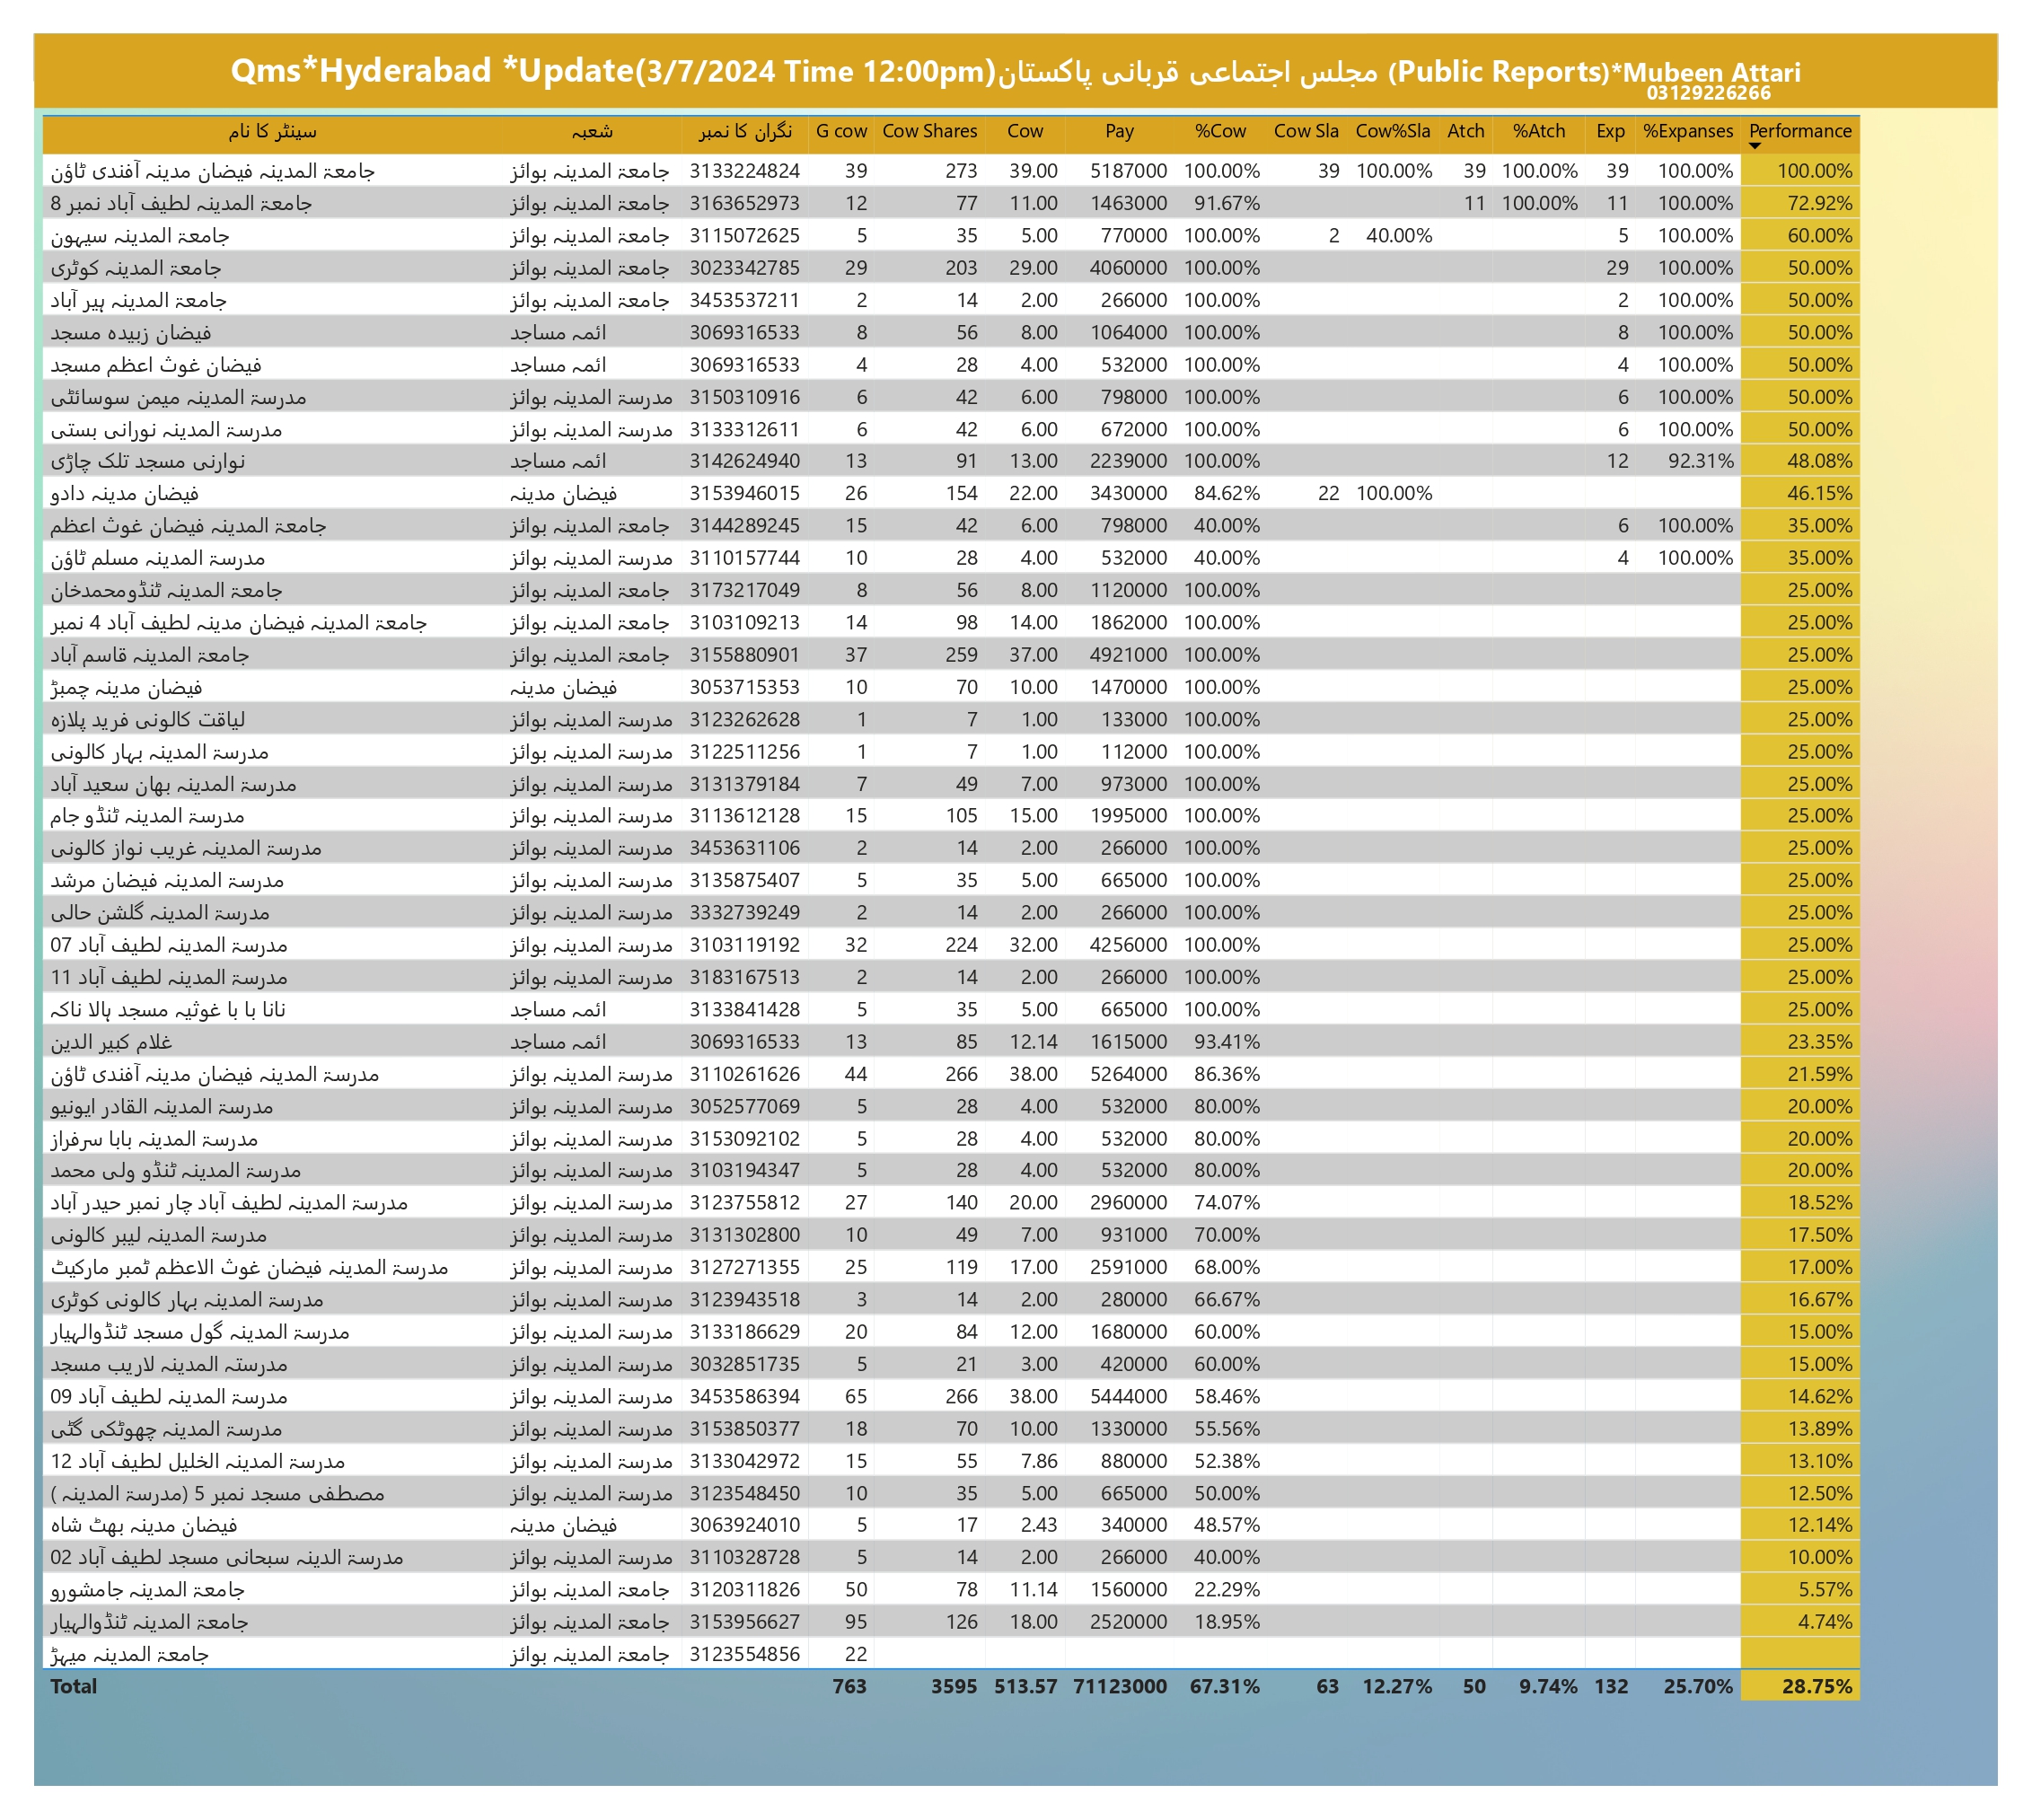 Qms*Hyderabad *Update(3/7/2024 Time 12:00pm)مجلس اجتماعی قربانی پاکستان (Public Reports)*Mubeen Attari
03129226266
سینٹر کا نام شعبہ نگران کا نمبر G cow Cow Shares Cow Pay %Cow Cow Sla Cow%Sla Atch %Atch Exp %Expanses Performance
جامعۃ المدینہ فیضان مدینہ آفندی ٹاؤن جامعۃ المدینہ بوائز 3133224824 39 273 39.00 5187000 100.00% 39 100.00% 39 100.00% 39 100.00% 100.00%
جامعۃ المدینہ لطیف آباد نمبر 8 جامعۃ المدینہ بوائز 3163652973 12 77 11.00 1463000 91.67% 11 100.00% 11 100.00% 72.92%
جامعۃ المدینہ سیہون جامعۃ المدینہ بوائز 3115072625 5 35 5.00 770000 100.00% 2 40.00% 5 100.00% 60.00%
جامعۃ المدینہ کوٹری جامعۃ المدینہ بوائز 3023342785 29 203 29.00 4060000 100.00% 29 100.00% 50.00%
جامعۃ المدینہ ہیر آباد جامعۃ المدینہ بوائز 3453537211 2 14 2.00 266000 100.00% 2 100.00% 50.00%
فیضان زبیدہ مسجد ائمہ مساجد 3069316533 8 56 8.00 1064000 100.00% 8 100.00% 50.00%
فیضان غوث اعظم مسجد ائمہ مساجد 3069316533 4 28 4.00 532000 100.00% 4 100.00% 50.00%
مدرسۃ المدینہ میمن سوسائٹی مدرسۃ المدینہ بوائز 3150310916 6 42 6.00 798000 100.00% 6 100.00% 50.00%
مدرسۃ المدینہ نورانی بستی مدرسۃ المدینہ بوائز 3133312611 6 42 6.00 672000 100.00% 6 100.00% 50.00%
نوارنی مسجد تلک چاڑی ائمہ مساجد 3142624940 13 91 13.00 2239000 100.00% 12 92.31% 48.08%
فیضان مدینہ دادو فیضان مدینہ 3153946015 26 154 22.00 3430000 84.62% 22 100.00% 46.15%
جامعۃ المدینہ فیضان غوث اعظم جامعۃ المدینہ بوائز 3144289245 15 42 6.00 798000 40.00% 6 100.00% 35.00%
مدرسۃ المدینہ مسلم ٹاؤن مدرسۃ المدینہ بوائز 3110157744 10 28 4.00 532000 40.00% 4 100.00% 35.00%
جامعۃ المدینہ ٹنڈومحمدخان جامعۃ المدینہ بوائز 3173217049 8 56 8.00 1120000 100.00% 25.00%
جامعۃ المدینہ فیضان مدینہ لطیف آباد 4 نمبر جامعۃ المدینہ بوائز 3103109213 14 98 14.00 1862000 100.00% 25.00%
جامعۃ المدینہ قاسم آباد جامعۃ المدینہ بوائز 3155880901 37 259 37.00 4921000 100.00% 25.00%
فیضان مدینہ چمبڑ فیضان مدینہ 3053715353 10 70 10.00 1470000 100.00% 25.00%
لیاقت کالونی فرید پلازہ مدرسۃ المدینہ بوائز 3123262628 1 7 1.00 133000 100.00% 25.00%
مدرسۃ المدینہ بہار کالونی مدرسۃ المدینہ بوائز 3122511256 1 7 1.00 112000 100.00% 25.00%
مدرسۃ المدینہ بھان سعید آباد مدرسۃ المدینہ بوائز 3131379184 7 49 7.00 973000 100.00% 25.00%
مدرسۃ المدینہ ٹنڈو جام مدرسۃ المدینہ بوائز 3113612128 15 105 15.00 1995000 100.00% 25.00%
مدرسۃ المدینہ غریب نواز کالونی مدرسۃ المدینہ بوائز 3453631106 2 14 2.00 266000 100.00% 25.00%
مدرسۃ المدینہ فیضان مرشد مدرسۃ المدینہ بوائز 3135875407 5 35 5.00 665000 100.00% 25.00%
مدرسۃ المدینہ گلشن حالی مدرسۃ المدینہ بوائز 3332739249 2 14 2.00 266000 100.00% 25.00%
مدرسۃ المدینہ لطیف آباد 07 مدرسۃ المدینہ بوائز 3103119192 32 224 32.00 4256000 100.00% 25.00%
مدرسۃ المدینہ لطیف آباد 11 مدرسۃ المدینہ بوائز 3183167513 2 14 2.00 266000 100.00% 25.00%
نانا با با غوثیہ مسجد ہالا ناکہ ائمہ مساجد 3133841428 5 35 5.00 665000 100.00% 25.00%
غلام کبیر الدین ائمہ مساجد 3069316533 13 85 12.14 1615000 93.41% 23.35%
مدرسۃ المدینہ فیضان مدینہ آفندی ٹاؤن مدرسۃ المدینہ بوائز 3110261626 44 266 38.00 5264000 86.36% 21.59%
مدرسۃ المدینہ القادر ایونیو مدرسۃ المدینہ بوائز 3052577069 5 28 4.00 532000 80.00% 20.00%
مدرسۃ المدینہ بابا سرفراز مدرسۃ المدینہ بوائز 3153092102 5 28 4.00 532000 80.00% 20.00%
مدرسۃ المدینہ ٹنڈو ولی محمد مدرسۃ المدینہ بوائز 3103194347 5 28 4.00 532000 80.00% 20.00%
مدرسۃ المدینہ لطیف آباد چار نمبر حیدر آباد مدرسۃ المدینہ بوائز 3123755812 27 140 20.00 2960000 74.07% 18.52%
مدرسۃ المدینہ لیبر کالونی مدرسۃ المدینہ بوائز 3131302800 10 49 7.00 931000 70.00% 17.50%
مدرسۃ المدینہ فیضان غوث الاعظم ٹمبر مارکیٹ مدرسۃ المدینہ بوائز 3127271355 25 119 17.00 2591000 68.00% 17.00%
مدرسۃ المدینہ بہار کالونی کوٹری مدرسۃ المدینہ بوائز 3123943518 3 14 2.00 280000 66.67% 16.67%
مدرسۃ المدینہ گول مسجد ٹنڈوالہیار مدرسۃ المدینہ بوائز 3133186629 20 84 12.00 1680000 60.00% 15.00%
مدرستہ المدینہ لاریب مسجد مدرسۃ المدینہ بوائز 3032851735 5 21 3.00 420000 60.00% 15.00%
مدرسۃ المدینہ لطیف آباد 09 مدرسۃ المدینہ بوائز 3453586394 65 266 38.00 5444000 58.46% 14.62%
مدرسۃ المدینہ چھوٹکی گٹی مدرسۃ المدینہ بوائز 3153850377 18 70 10.00 1330000 55.56% 13.89%
مدرسۃ المدینہ الخلیل لطیف آباد 12 مدرسۃ المدینہ بوائز 3133042972 15 55 7.86 880000 52.38% 13.10%
مصطفی مسجد نمبر 5 (مدرسۃ المدینہ ) مدرسۃ المدینہ بوائز 3123548450 10 35 5.00 665000 50.00% 12.50%
فیضان مدینہ بھٹ شاہ فیضان مدینہ 3063924010 5 17 2.43 340000 48.57% 12.14%
مدرسۃ الدینہ سبحانی مسجد لطیف آباد 02 مدرسۃ المدینہ بوائز 3110328728 5 14 2.00 266000 40.00% 10.00%
جامعۃ المدینہ جامشورو جامعۃ المدینہ بوائز 3120311826 50 78 11.14 1560000 22.29% 5.57%
جامعۃ المدینہ ٹنڈوالہیار جامعۃ المدینہ بوائز 3153956627 95 126 18.00 2520000 18.95% 4.74%
جامعۃ المدینہ میہڑ جامعۃ المدینہ بوائز 3123554856 22
Total 763 3595 513.57 71123000 67.31% 63 12.27% 50 9.74% 132 25.70% 28.75%